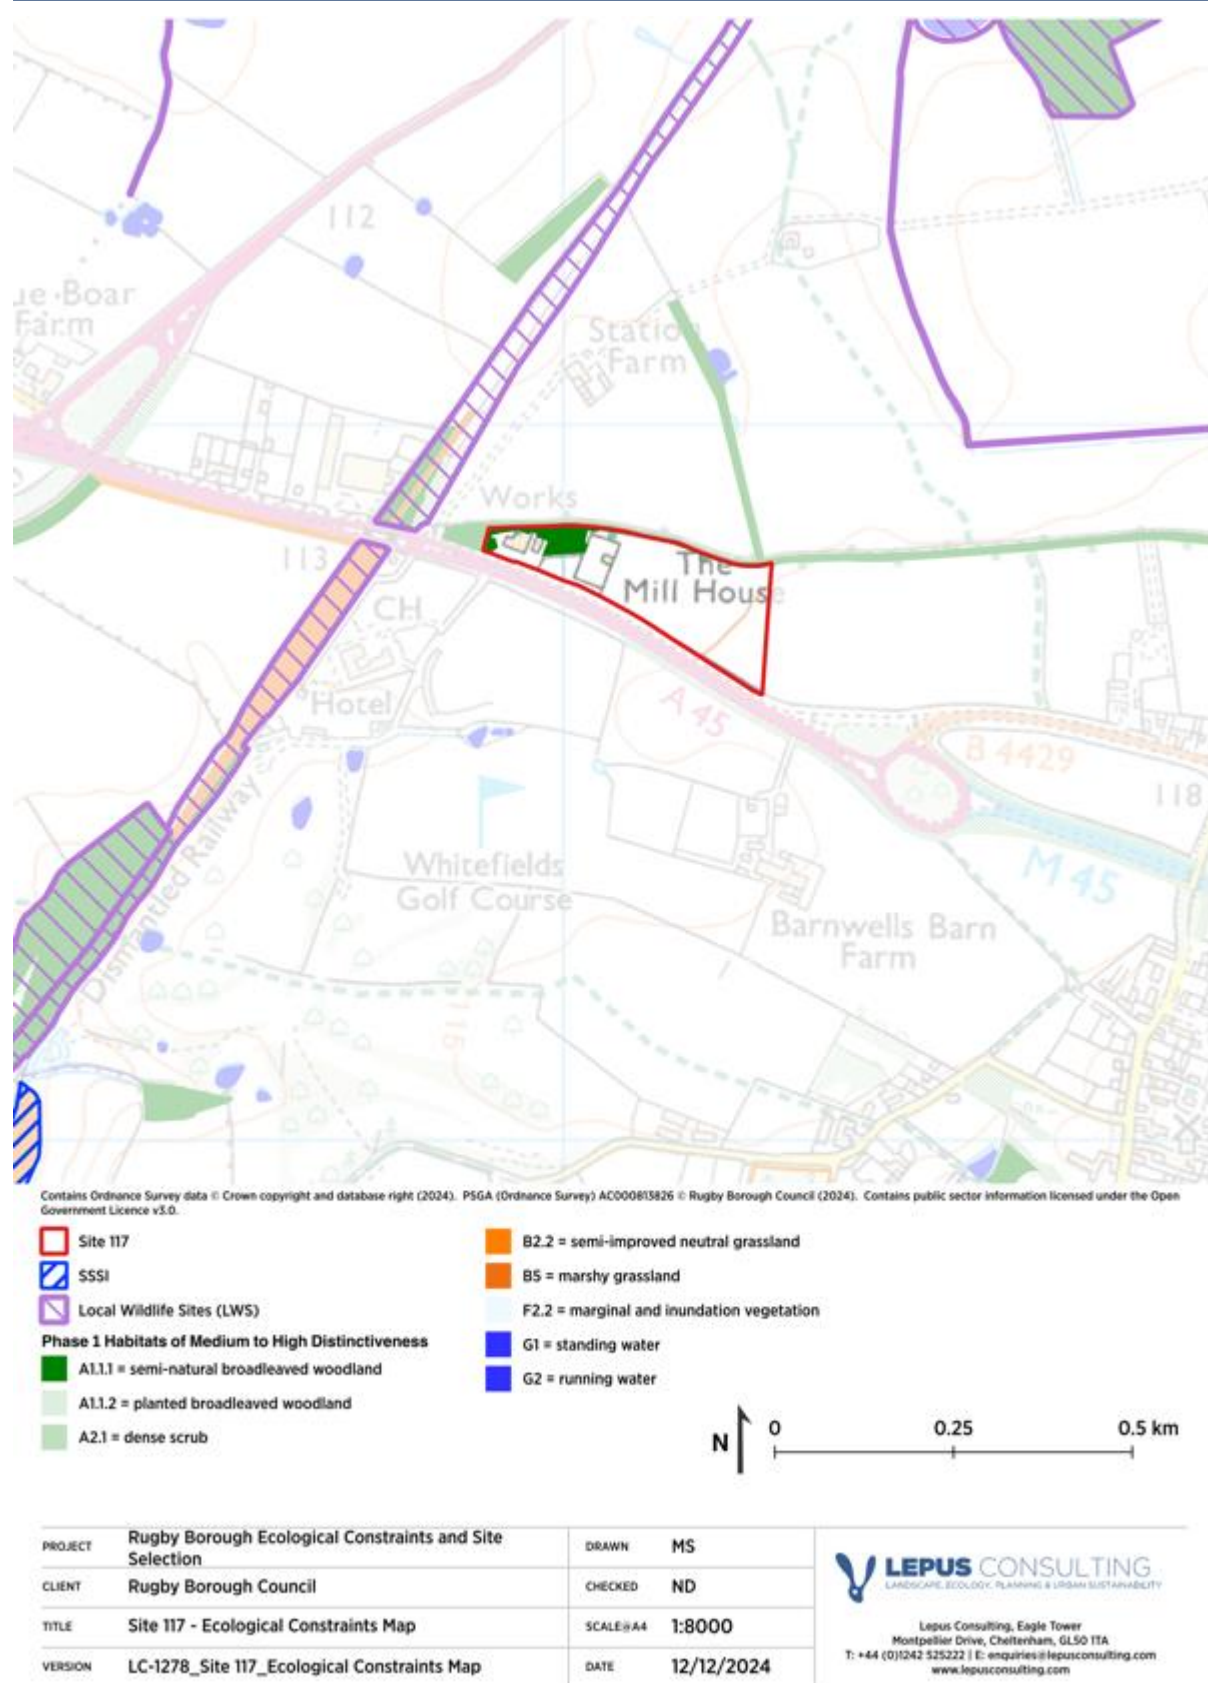 112
ue Boar
Farm
Station
Farm
Works
113
The
Mill House
CH
Hotel
A 45
B 4429
118
M 45
Dismantled Railway
Whitefields
Golf Course
Barnwells Barn
Farm
115
Contains Ordnance Survey data © Crown copyright and database right (2024). PSGA (Ordnance Survey) AC000813826 © Rugby Borough Council (2024). Contains public sector information licensed under the Open
Government Licence v3.0.
Site 117
SSSI
Local Wildlife Sites (LWS)
Phase 1 Habitats of Medium to High Distinctiveness
A1.1.1 = semi-natural broadleaved woodland
A1.1.2 = planted broadleaved woodland
A2.1 = dense scrub
B2.2 = semi-improved neutral grassland
B5 = marshy grassland
F2.2 = marginal and inundation vegetation
G1 = standing water
G2 = running water
N
0 0.25 0.5 km
PROJECT Rugby Borough Ecological Constraints and Site
Selection
CLIENT Rugby Borough Council
TITLE Site 117 - Ecological Constraints Map
VERSION LC-1278_Site 117_Ecological Constraints Map
DRAWN MS
CHECKED ND
SCALE@A4 1:8000
DATE 12/12/2024
LEPUS CONSULTING
LANDSCAPE, ECOLOGY, PLANNING & URBAN SUSTAINABILITY
Lepus Consulting, Eagle Tower
Montpellier Drive, Cheltenham, GL50 1TA
T: +44 (0)1242 525222 | E: enquiries@lepusconsulting.com
www.lepusconsulting.com